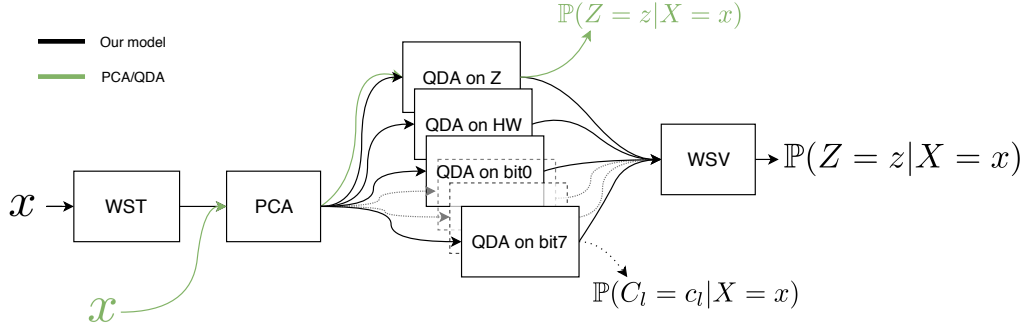 ℙ(Z = z|X = x)
Our model
PCA/QDA
QDA on Z
QDA on HW
QDA on bit0
QDA on bit7
x
WST
PCA
WSV
ℙ(Z = z|X = x)
x
ℙ(C_l = c_l|X = x)